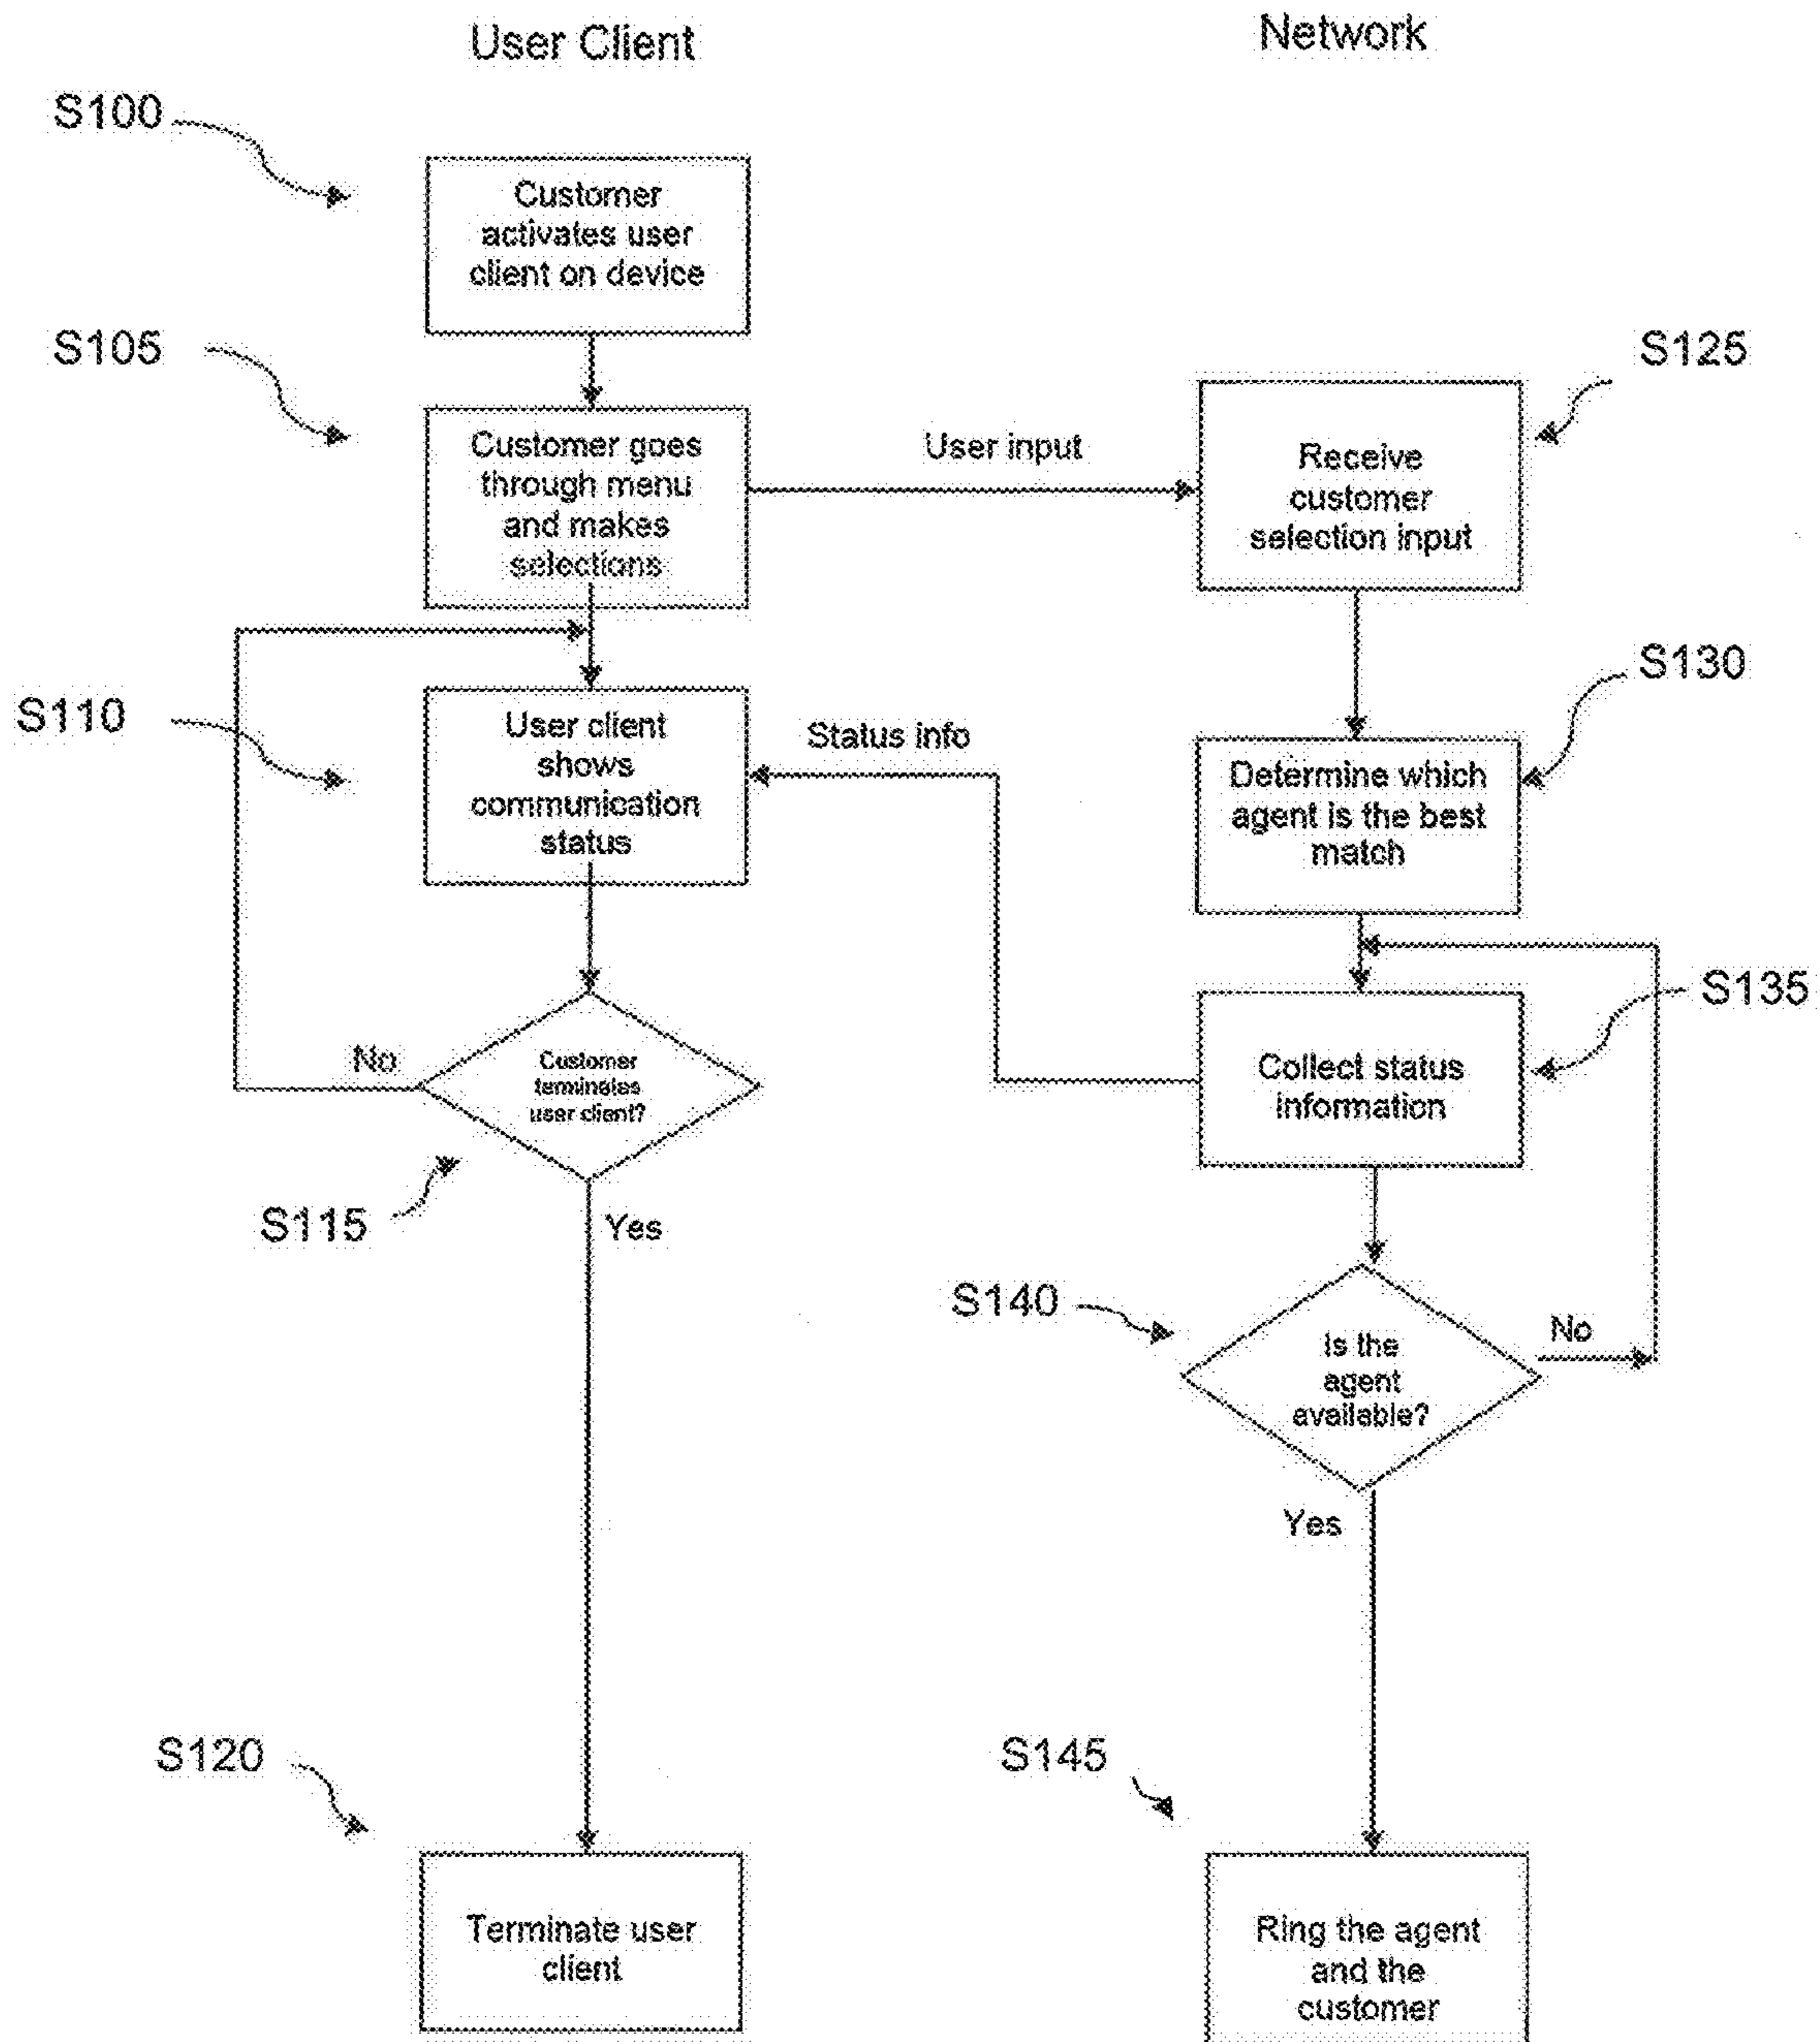 User Client
Network
S100
Customer
activates user
client on device
S105
Customer goes
through menu
and makes
selections
User input
S125
Receive
customer
selection input
S110
User client
shows
communication
status
Status info
S130
Determine which
agent is the best
match
S135
Collect status
information
No
Customer
terminates
user client?
S115
Yes
S140
Is the
agent
available?
No
Yes
S120
Terminate user
client
S145
Ring the agent
and the
customer